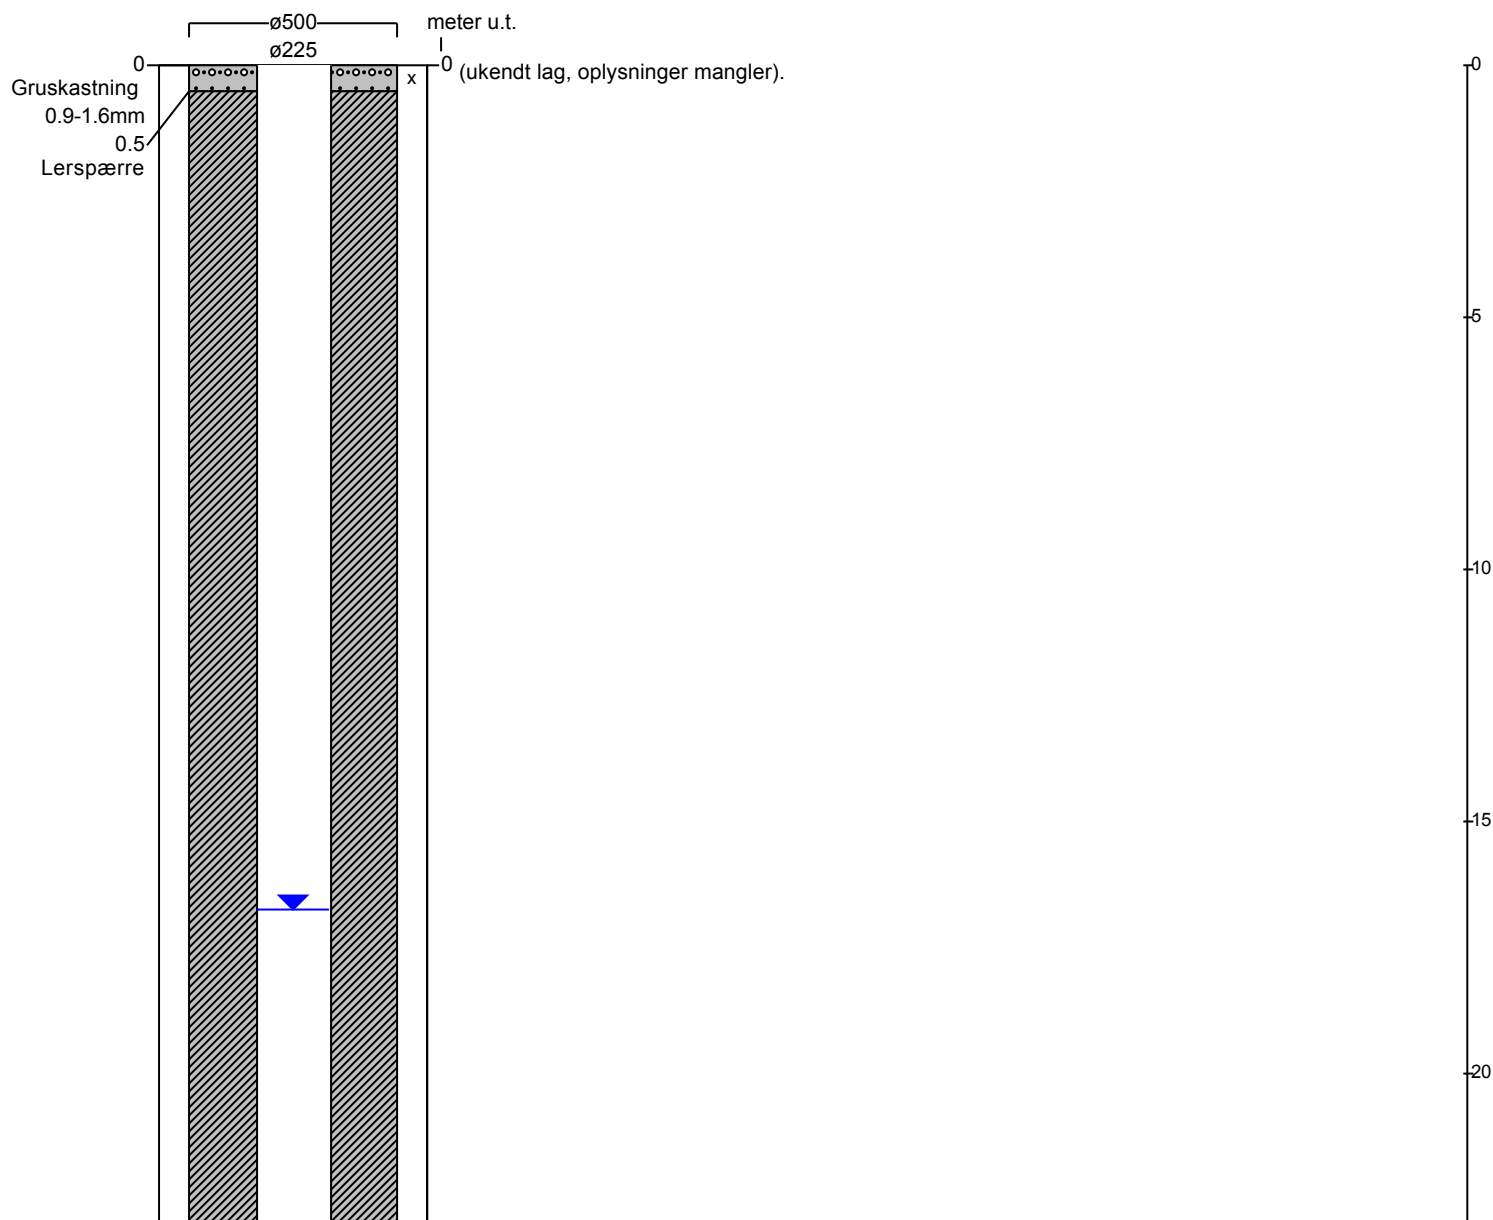 ø500
meter u.t.
ø225
0
0
(ukendt lag, oplysninger mangler).
0
x
Gruskastning
0.9-1.6mm
0.5
Lerspærre
5
10
15
20